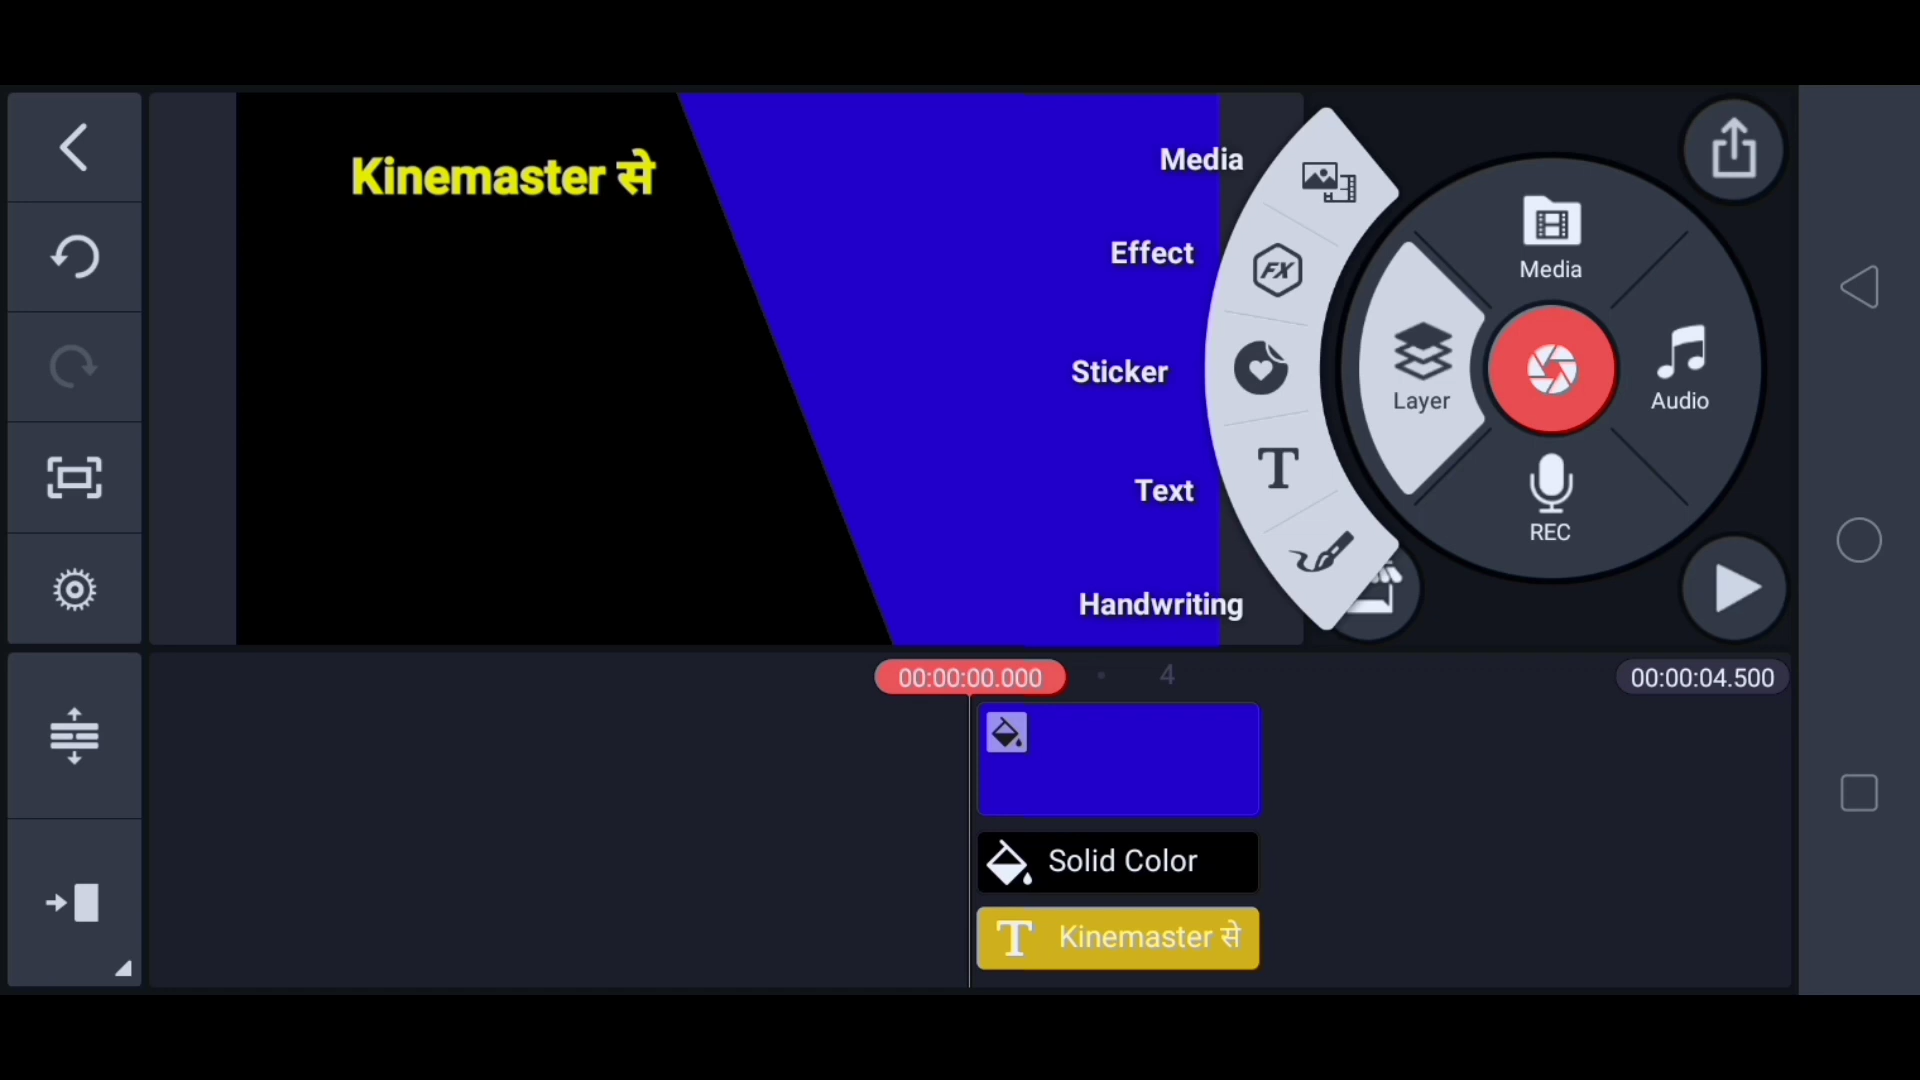 Kinemaster से
Media
Effect
Sticker
Text
Handwriting
FX
T
Media
Layer
Audio
REC
00:00:00.000
4
00:00:04.500
Solid Color
T Kinemaster से